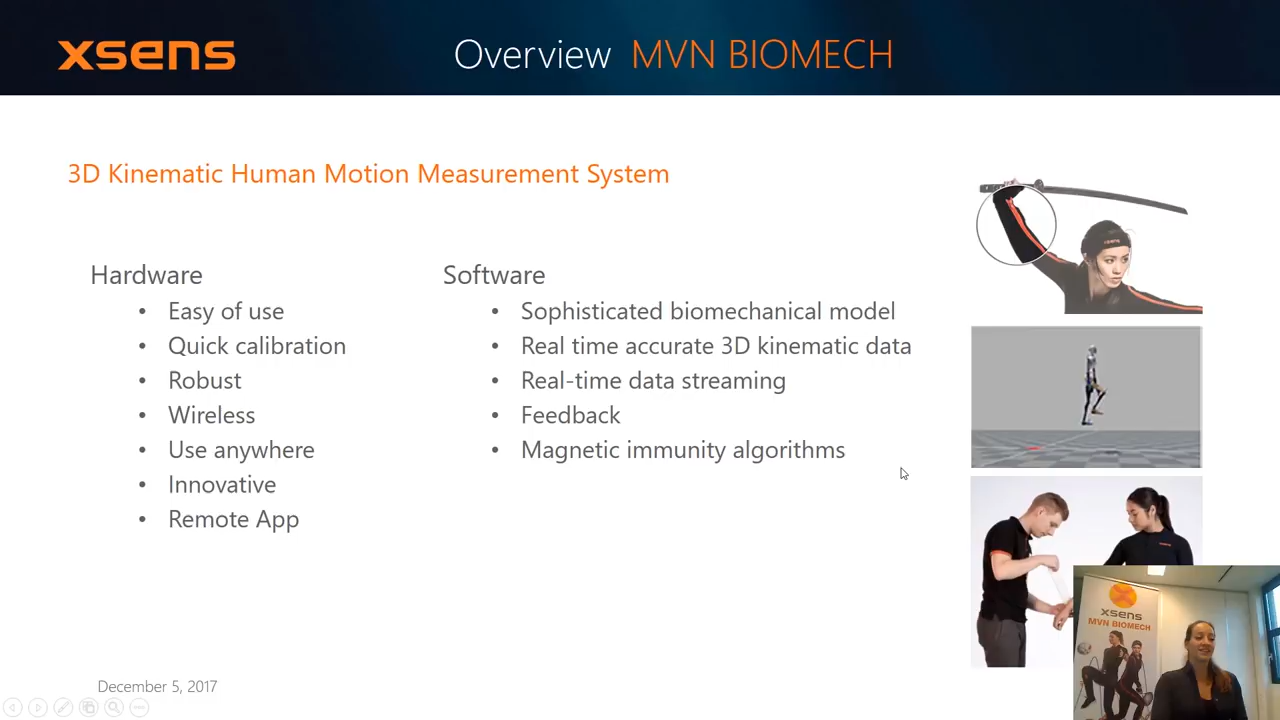 xsens
Overview MVN BIOMECH
3D Kinematic Human Motion Measurement System
Hardware
• Easy of use
• Quick calibration
• Robust
• Wireless
• Use anywhere
• Innovative
• Remote App
Software
• Sophisticated biomechanical model
• Real time accurate 3D kinematic data
• Real-time data streaming
• Feedback
• Magnetic immunity algorithms
xsens
MVN BIOMECH
December 5, 2017